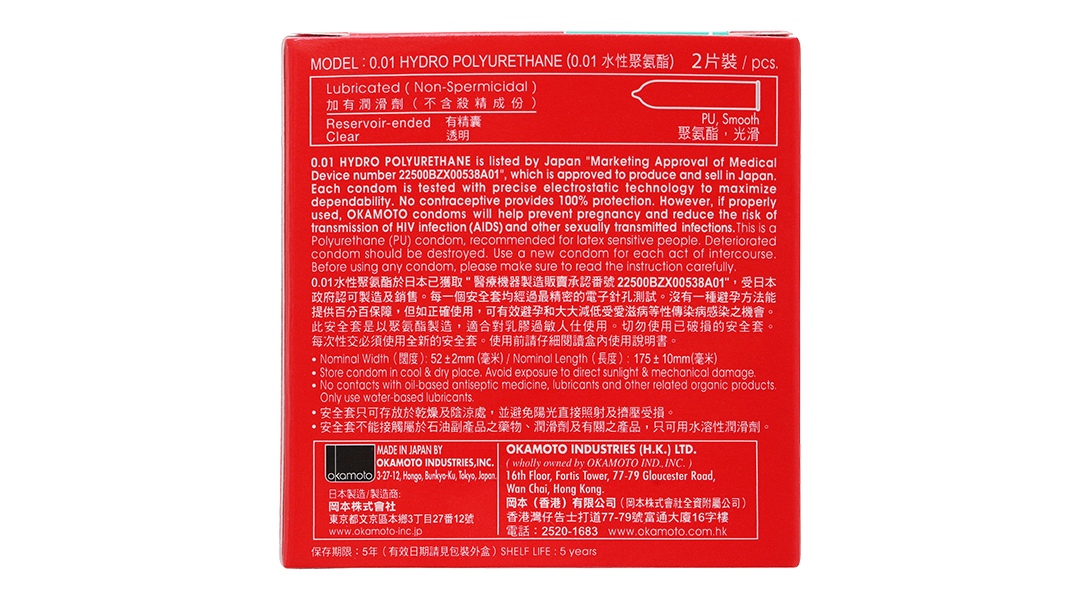 MODEL : 0.01 HYDRO POLYURETHANE (0.01 水性聚氨酯) 2片裝 / pcs.
Lubricated ( Non-Spermicidal )
加有潤滑劑（不含殺精成份）
Reservoir-ended 有精囊
Clear 透明
PU, Smooth
聚氨酯，光滑
0.01 HYDRO POLYURETHANE is listed by Japan "Marketing Approval of Medical
Device number 22500BZX00538A01", which is approved to produce and sell in Japan.
Each condom is tested with precise electrostatic technology to maximize
dependability. No contraceptive provides 100% protection. However, if properly
used, OKAMOTO condoms will help prevent pregnancy and reduce the risk of
transmission of HIV infection (AIDS) and other sexually transmitted infections. This is a
Polyurethane (PU) condom, recommended for latex sensitive people. Deteriorated
condom should be destroyed. Use a new condom for each act of intercourse.
Before using any condom, please make sure to read the instruction carefully.
0.01水性聚氨酯於日本已獲取 " 醫療機器製造販賣承認番號 22500BZX00538A01"，受日本
政府認可製造及銷售。每一個安全套均經過最精密的電子針孔測試。沒有一種避孕方法能
提供百分百保障，但如正確使用，可有效避孕和大大減低受愛滋病等性傳染病感染之機會。
此安全套是以聚氨酯製造，適合對乳膠過敏人仕使用。切勿使用已破損的安全套。
每次性交必須使用全新的安全套。使用前請仔細閱讀盒內使用說明書。
• Nominal Width（闊度）: 52 ±2mm (毫米) / Nominal Length（長度）: 175 ± 10mm(毫米)
• Store condom in cool & dry place. Avoid exposure to direct sunlight & mechanical damage.
• No contacts with oil-based antiseptic medicine, lubricants and other related organic products.
Only use water-based lubricants.
• 安全套只可存放於乾燥及陰涼處，並避免陽光直接照射及擠壓受損。
• 安全套不能接觸屬於石油副產品之藥物、潤滑劑及有關之產品，只可用水溶性潤滑劑。
okamoto
MADE IN JAPAN BY
OKAMOTO INDUSTRIES,INC.
3-27-12, Hongo, Bunkyo-Ku, Tokyo, Japan.
日本製造/製造商:
岡本株式會社
東京都文京區本鄉3丁目27番12號
www.okamoto-inc.jp
OKAMOTO INDUSTRIES (H.K.) LTD.
( wholly owned by OKAMOTO IND., INC. )
16th Floor, Fortis Tower, 77-79 Gloucester Road,
Wan Chai, Hong Kong.
岡本（香港）有限公司（岡本株式會社全資附屬公司）
香港灣仔告士打道77-79號富通大廈16字樓
電話：2520-1683 www.okamoto.com.hk
保存期限：5年（有效日期請見包裝外盒）SHELF LIFE : 5 years